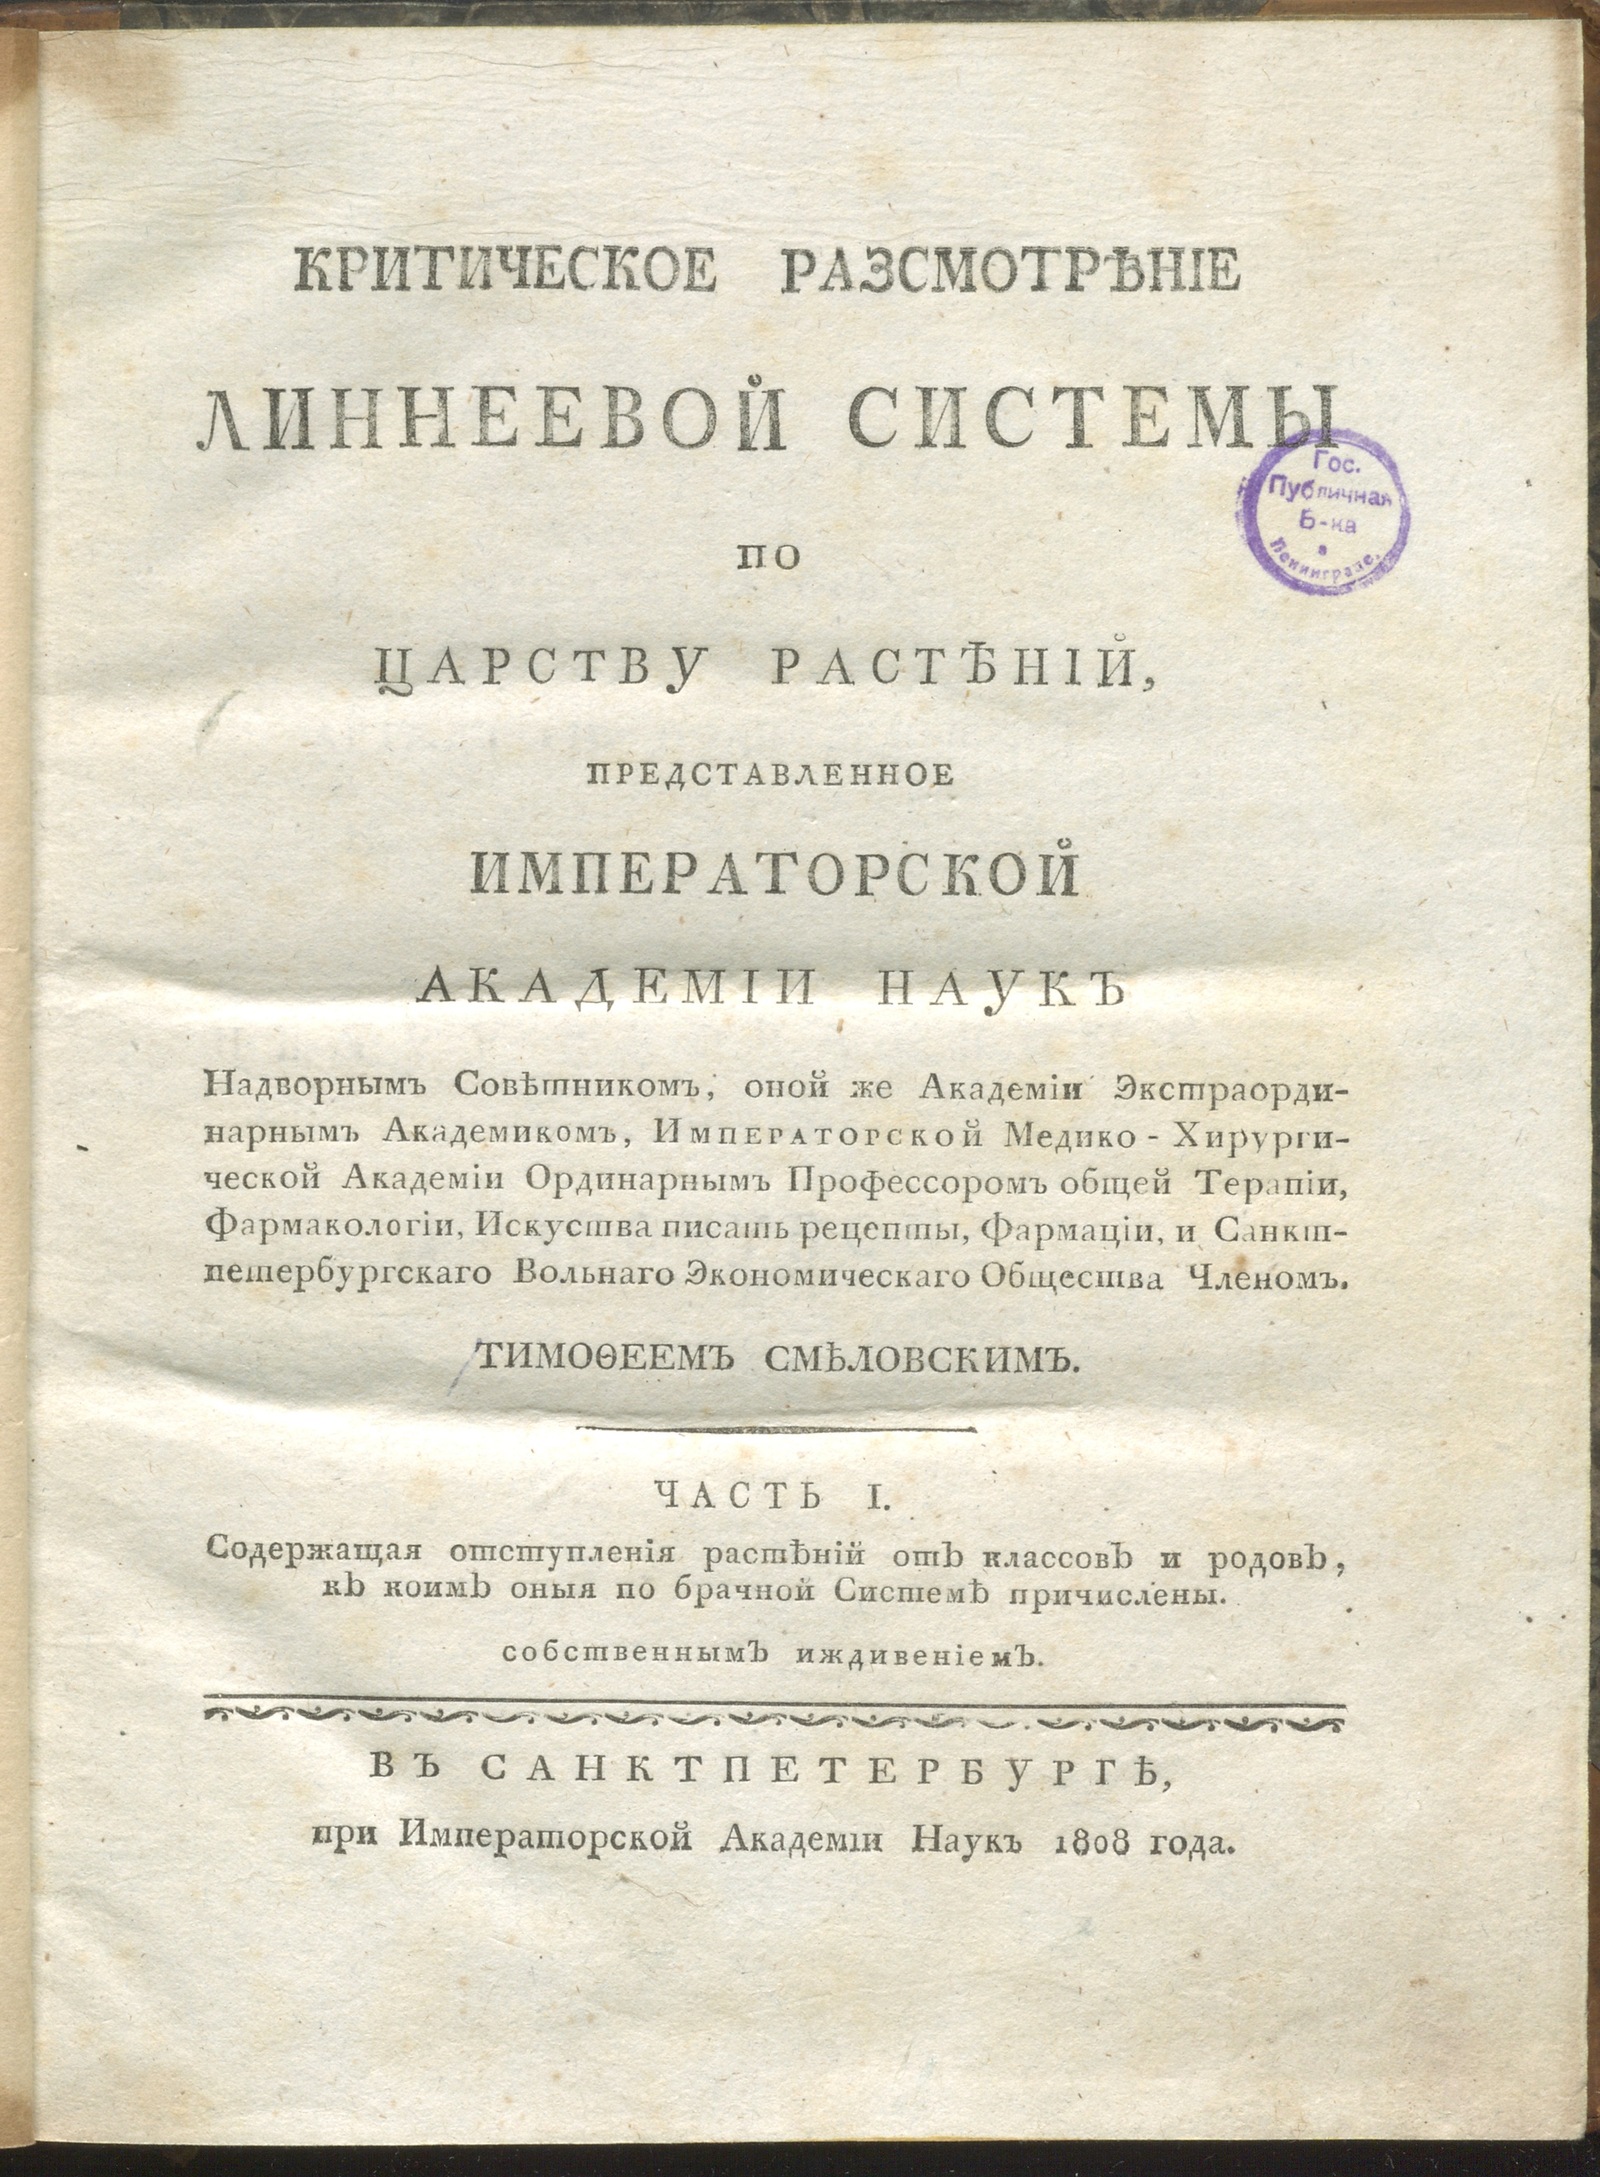 КРИТИЧЕСКОЕ РАЗСМОТРѢНІЕ
ЛИННЕЕВОЙ СИСТЕМЫ
Гос.
Публичная
Б-ка
в
Ленинграде.
ПО
ЦАРСТВУ РАСТѢНІЙ,
ПРЕДСТАВЛЕННОЕ
ИМПЕРАТОРСКОЙ
АКАДЕМІИ НАУКЪ
Надворнымъ Совѣтникомъ, оной же Академіи Экстраорди-
нарнымъ Академикомъ, ИМПЕРАТОРСКОЙ Медико-Хирурги-
ческой Академіи Ординарнымъ Профессоромъ общей Терапіи,
Фармакологіи, Искуства писать рецепты, Фармаціи, и Санкт-
петербургскаго Вольнаго Экономическаго Общества Членомъ.
ТИМОѲЕЕМЪ СМѢЛОВСКИМЪ.
ЧАСТЬ I.
Содержащая отступленія растѣній отъ классовъ и родовъ,
къ коимъ оныя по брачной Системѣ причислены.
собственнымъ иждивеніемъ.
ВЪ САНКТПЕТЕРБУРГѢ,
при Императорской Академіи Наукъ 1808 года.